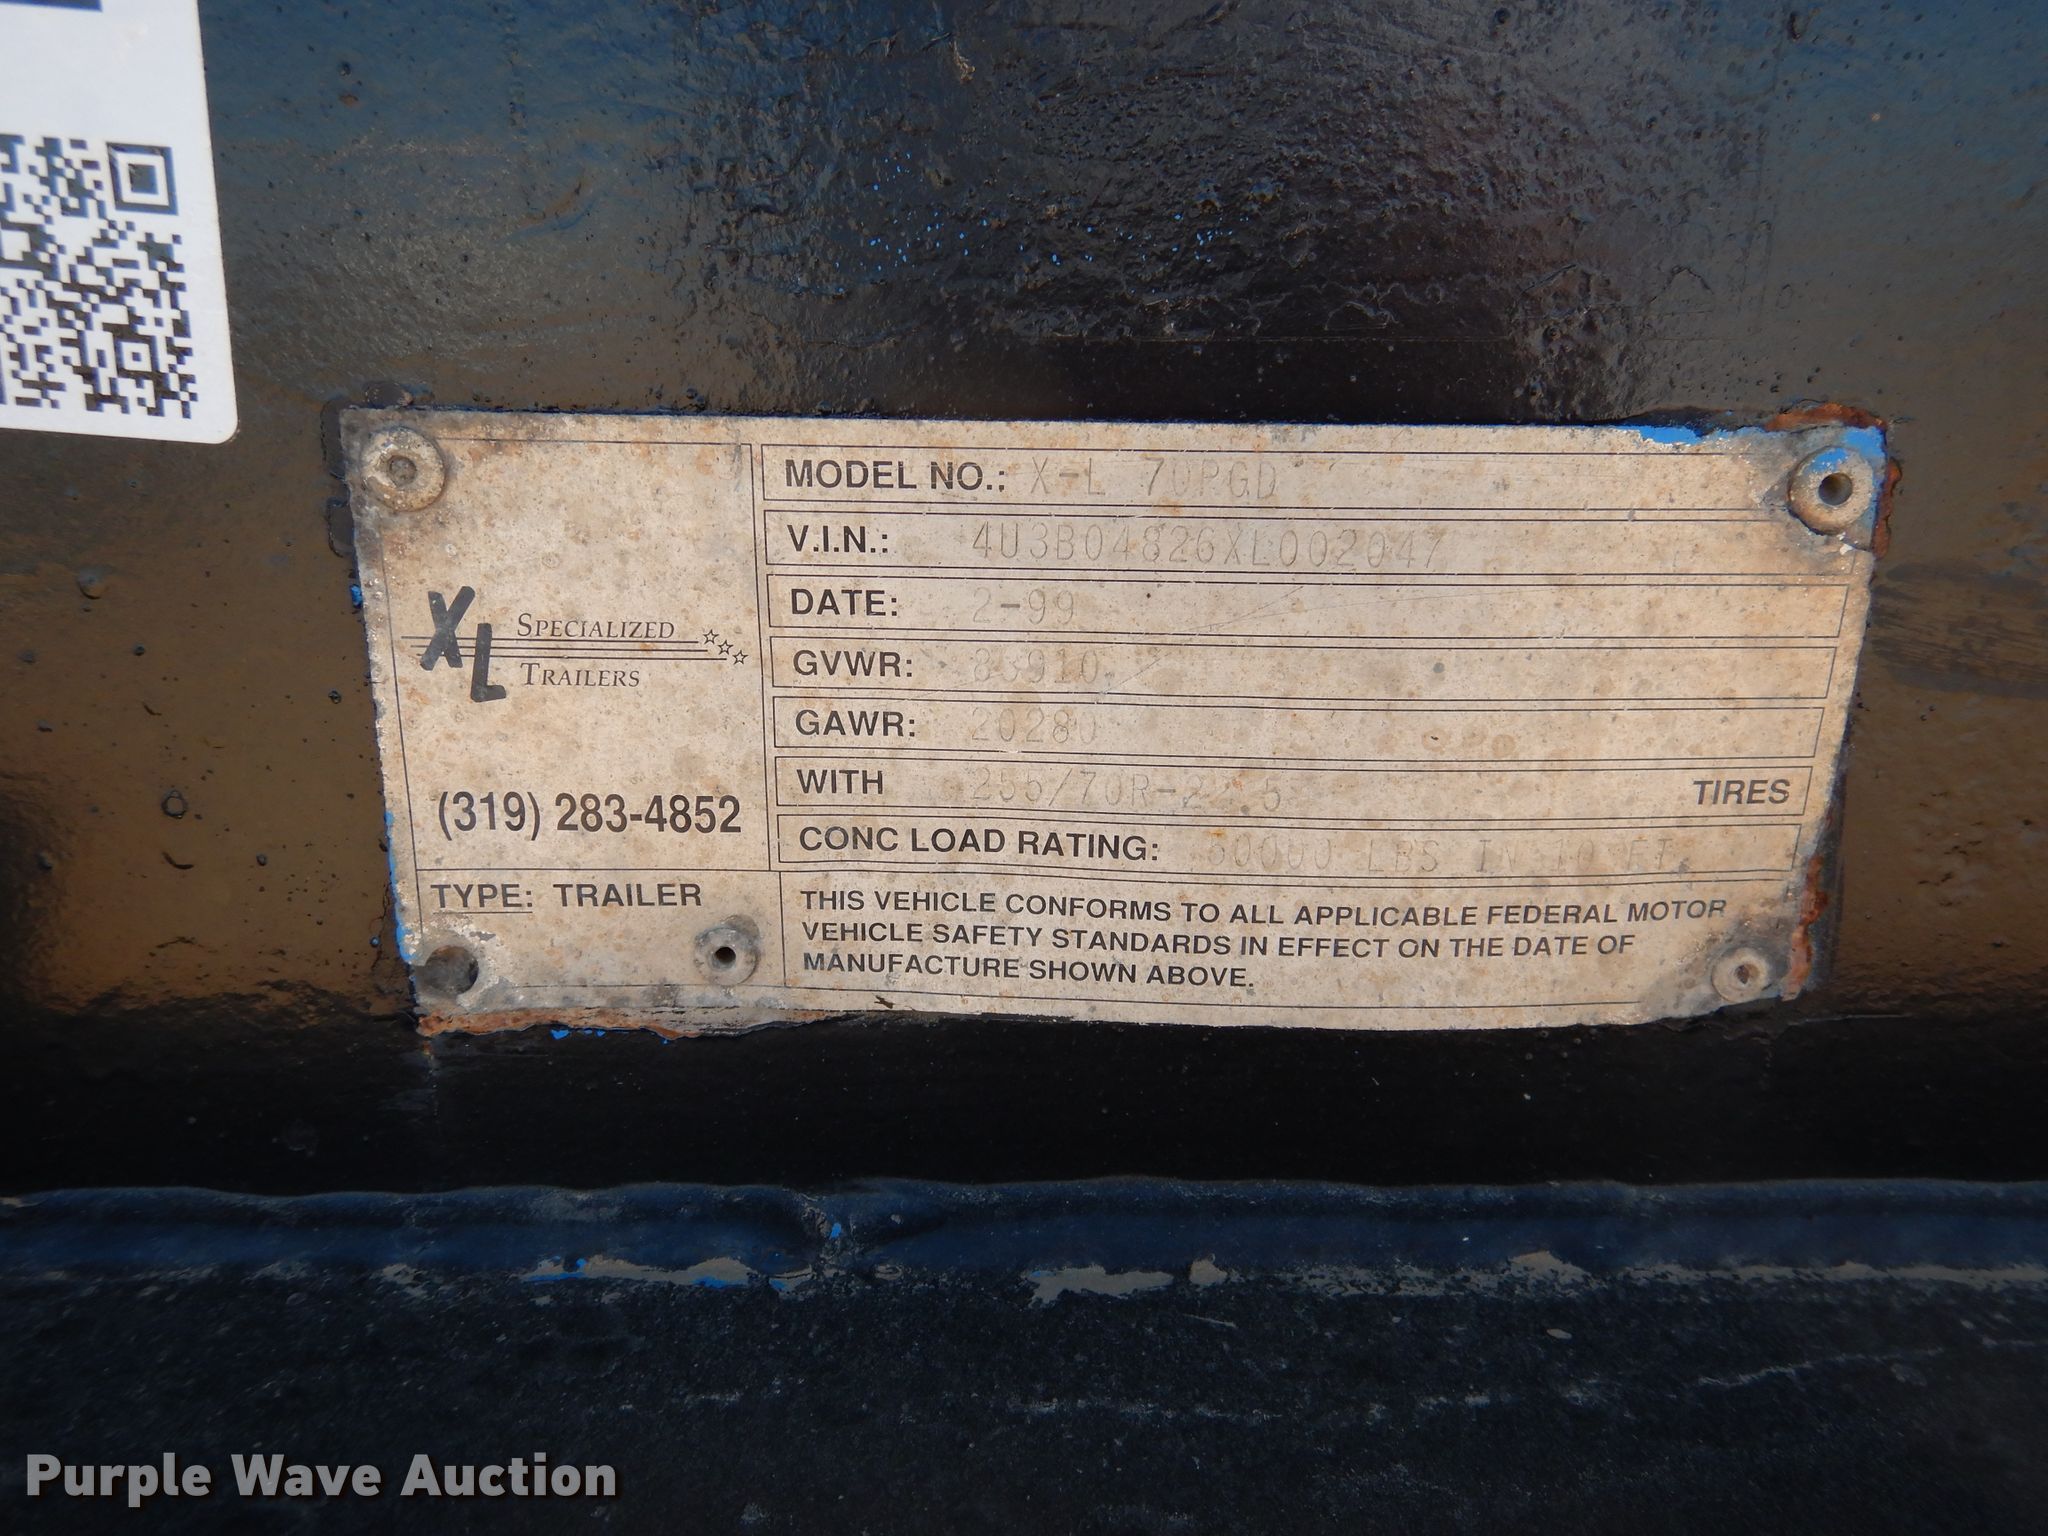 MODEL NO.: X-L 70PGD
V.I.N.: 4U3B04826XL002047
DATE: 2-99
GVWR: 83910
GAWR: 20280
WITH 255/70R-22.5 TIRES
CONC LOAD RATING: LBS IN 10 FT.
XL SPECIALIZED
TRAILERS
(319) 283-4852
TYPE: TRAILER
THIS VEHICLE CONFORMS TO ALL APPLICABLE FEDERAL MOTOR
VEHICLE SAFETY STANDARDS IN EFFECT ON THE DATE OF
MANUFACTURE SHOWN ABOVE.
Purple Wave Auction